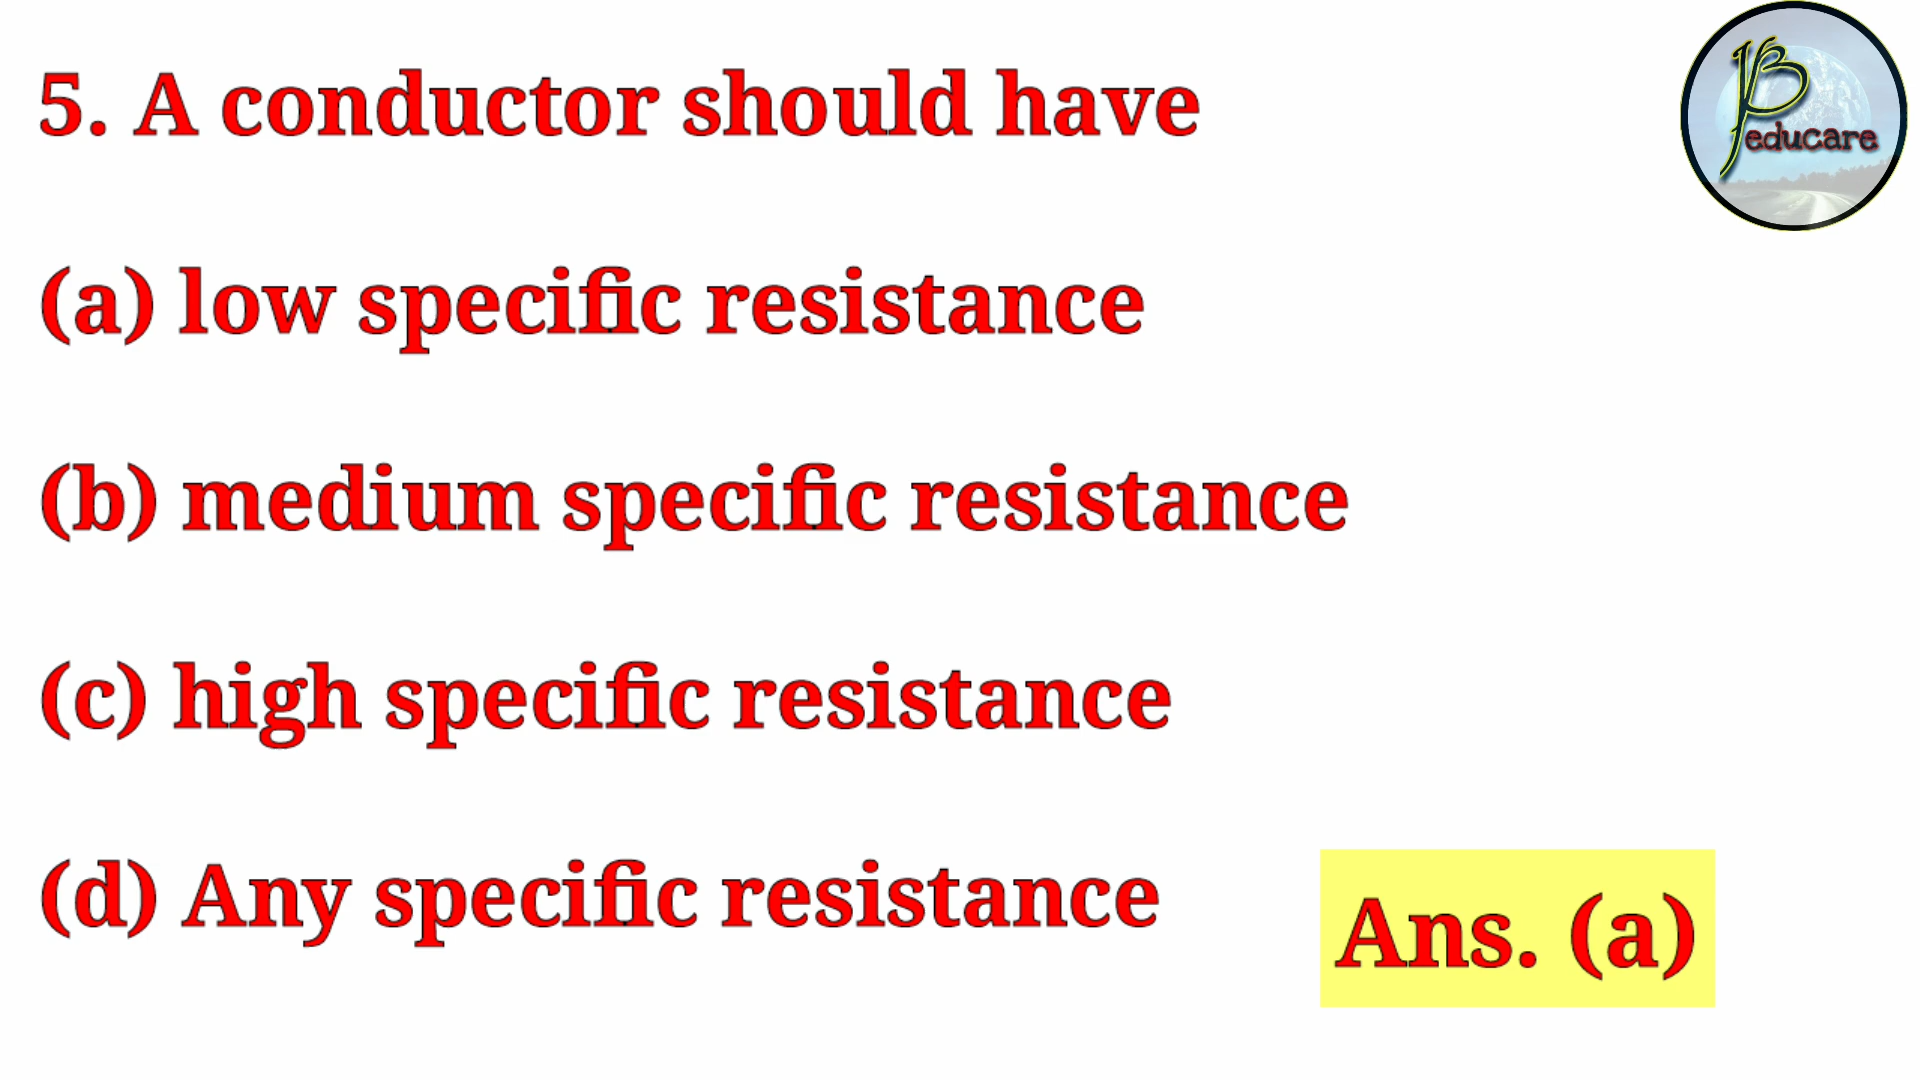 5. A conductor should have
(a) low specific resistance
(b) medium specific resistance
(c) high specific resistance
(d) Any specific resistance
Ans. (a)
educare